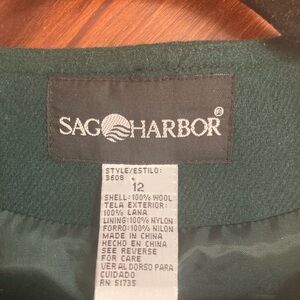 SAG HARBOR®
STYLE/ESTILO:
3608
12
SHELL:100% WOOL
TELA EXTERIOR:
100% LANA
LINING:100% NYLON
FORRO:100% NILON
MADE IN CHINA
HECHO EN CHINA
SEE REVERSE
FOR CARE
VER AL DORSO PARA
CUIDADO
RN 51735